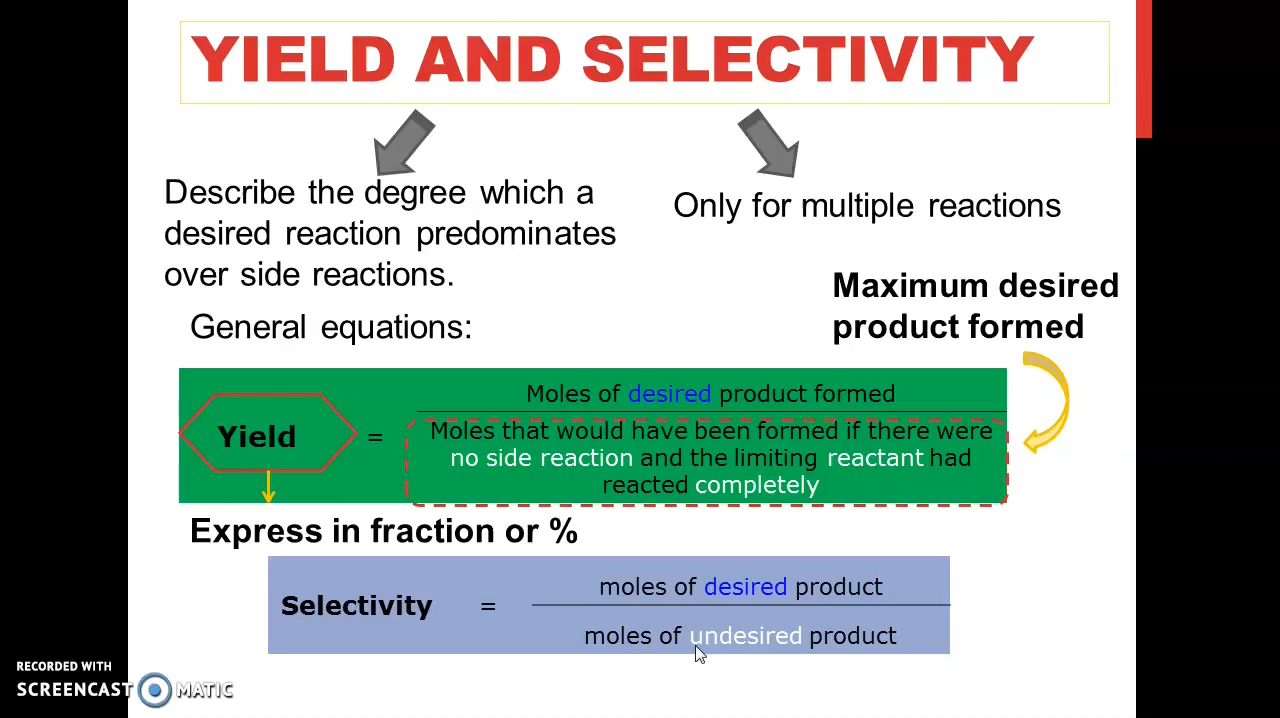 YIELD AND SELECTIVITY
Describe the degree which a
desired reaction predominates
over side reactions.
Only for multiple reactions
Maximum desired
product formed
General equations:
Moles of desired product formed
Yield =
Moles that would have been formed if there were
no side reaction and the limiting reactant had
reacted completely
Express in fraction or %
moles of desired product
Selectivity =
moles of undesired product
RECORDED WITH
SCREENCAST MATIC